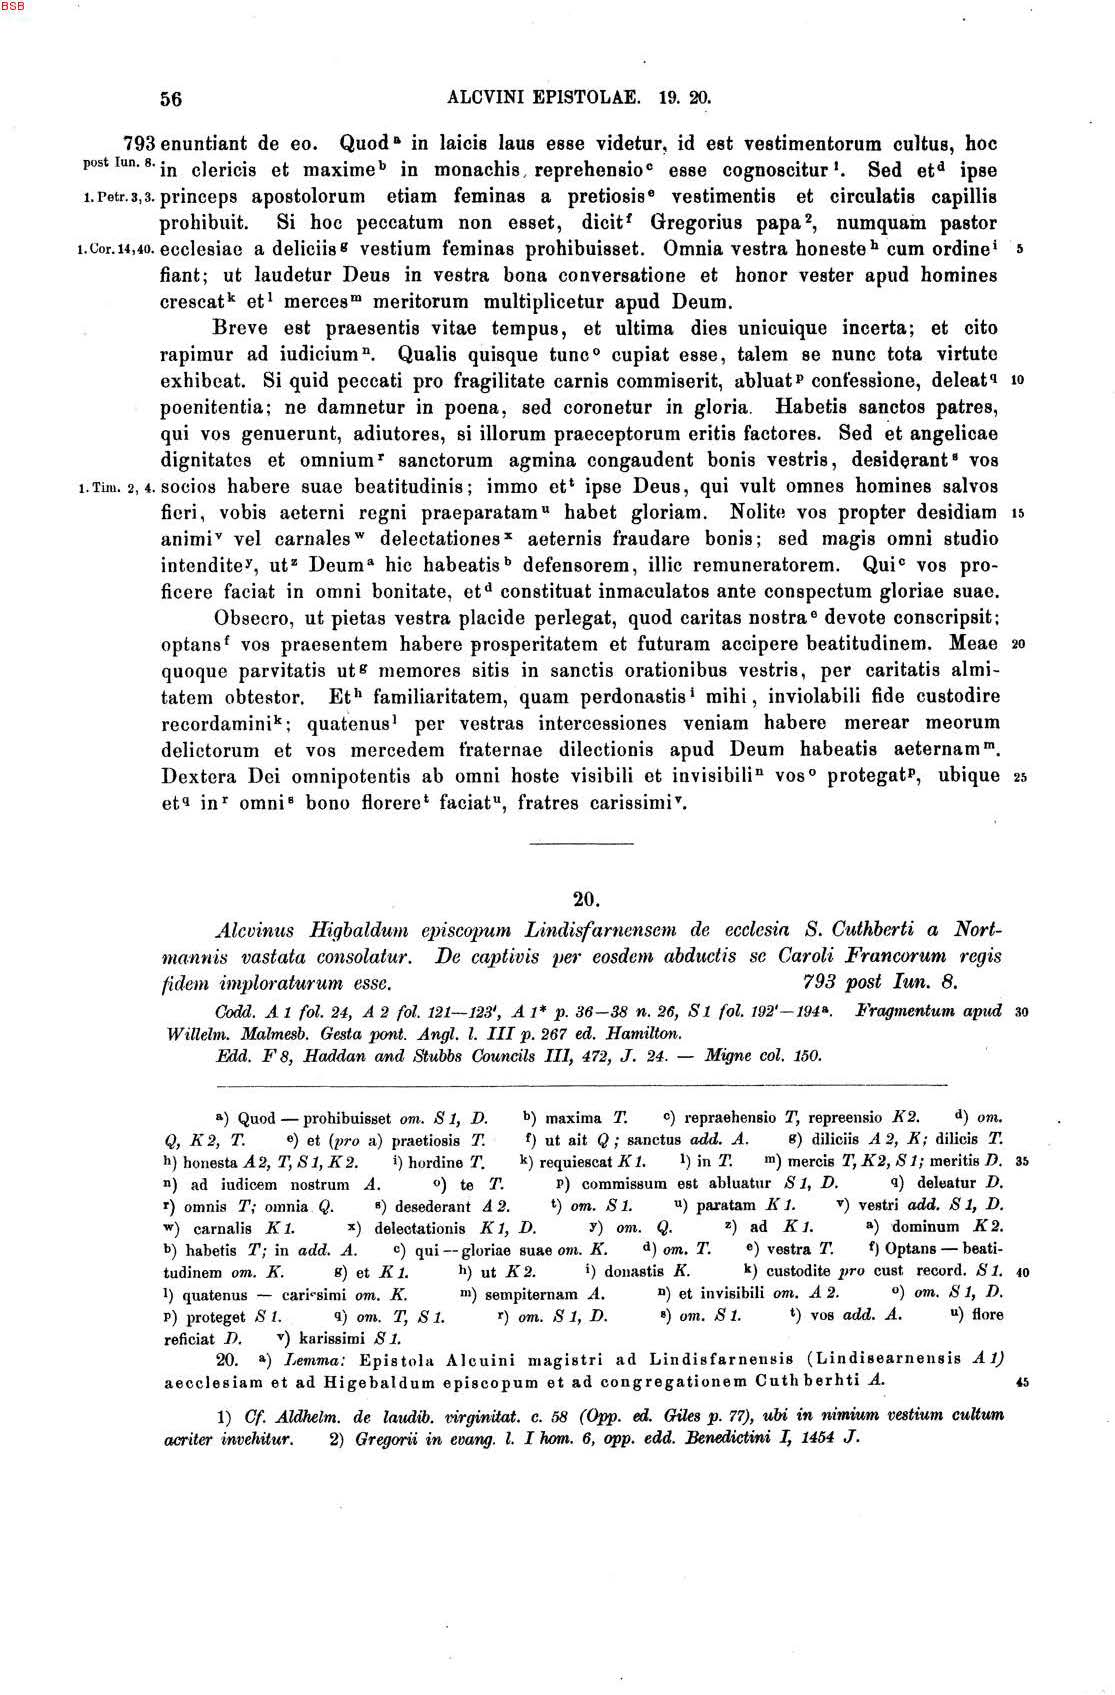 BSB
56 ALCVINI EPISTOLAE. 19. 20.
793 enuntiant de eo. Quod a in laicis laus esse videtur, id est vestimentorum cultus, hoc
post Iun. 8. in clericis et maxime b in monachis reprehensio c esse cognoscitur 1. Sed et d ipse
1. Petr. 3, 3. princeps apostolorum etiam feminas a pretiosis e vestimentis et circulatis capillis
prohibuit. Si hoc peccatum non esset, dicit f Gregorius papa 2, numquam pastor
1. Cor. 14, 40. ecclesiae a deliciis g vestium feminas prohibuisset. Omnia vestra honeste h cum ordine i 5
fiant; ut laudetur Deus in vestra bona conversatione et honor vester apud homines
crescat k et l merces m meritorum multiplicetur apud Deum.
Breve est praesentis vitae tempus, et ultima dies unicuique incerta; et cito
rapimur ad iudicium n. Qualis quisque tunc o cupiat esse, talem se nunc tota virtute
exhibeat. Si quid peccati pro fragilitate carnis commiserit, abluat p confessione, deleat q 10
poenitentia; ne damnetur in poena, sed coronetur in gloria. Habetis sanctos patres,
qui vos genuerunt, adiutores, si illorum praeceptorum eritis factores. Sed et angelicae
dignitates et omnium r sanctorum agmina congaudent bonis vestris, desiderant s vos
1. Tim. 2, 4. socios habere suae beatitudinis; immo et t ipse Deus, qui vult omnes homines salvos
fieri, vobis aeterni regni praeparatam u habet gloriam. Nolite vos propter desidiam 15
animi v vel carnales w delectationes x aeternis fraudare bonis; sed magis omni studio
intendite y, ut z Deum a hic habeatis b defensorem, illic remuneratorem. Qui c vos pro-
ficere faciat in omni bonitate, et d constituat inmaculatos ante conspectum gloriae suae.
Obsecro, ut pietas vestra placide perlegat, quod caritas nostra e devote conscripsit;
optans f vos praesentem habere prosperitatem et futuram accipere beatitudinem. Meae 20
quoque parvitatis ut g memores sitis in sanctis orationibus vestris, per caritatis almi-
tatem obtestor. Et h familiaritatem, quam perdonastis i mihi, inviolabili fide custodire
recordamini k; quatenus l per vestras intercessiones veniam habere merear meorum
delictorum et vos mercedem fraternae dilectionis apud Deum habeatis aeternam m.
Dextera Dei omnipotentis ab omni hoste visibili et invisibili n vos o protegat p, ubique 25
et q in r omni s bono florere t faciat u, fratres carissimi v.
20.
Alcvinus Higbaldum episcopum Lindisfarnensem de ecclesia S. Cuthberti a Nort-
mannis vastata consolatur. De captivis per eosdem abductis se Caroli Francorum regis
fidem imploraturum esse. 793 post Iun. 8.
Codd. A 1 fol. 24, A 2 fol. 121—123', A 1* p. 36—38 n. 26, S 1 fol. 192'—194 a. Fragmentum apud 30
Willelm. Malmesb. Gesta pont. Angl. l. III p. 267 ed. Hamilton.
Edd. F 8, Haddan and Stubbs Councils III, 472, J. 24. — Migne col. 150.
a) Quod — prohibuisset om. S 1, D. b) maxima T. c) repraehensio T, repreensio K 2. d) om.
Q, K 2, T. e) et (pro a) praetiosis T. f) ut ait Q; sanctus add. A. g) diliciis A 2, K; dilicis T.
h) honesta A 2, T, S 1, K 2. i) hordine T. k) requiescat K 1. l) in T. m) mercis T, K 2, S 1; meritis D. 35
n) ad iudicem nostrum A. o) te T. p) commissum est abluatur S 1, D. q) deleatur D.
r) omnis T; omnia Q. s) desederant A 2. t) om. S 1. u) paratam K 1. v) vestri add. S 1, D.
w) carnalis K 1. x) delectationis K 1, D. y) om. Q. z) ad K 1. a) dominum K 2.
b) habetis T; in add. A. c) qui — gloriae suae om. K. d) om. T. e) vestra T. f) Optans — beati-
tudinem om. K. g) et K 1. h) ut K 2. i) donastis K. k) custodite pro cust. record. S 1. 40
l) quatenus — carissimi om. K. m) sempiternam A. n) et invisibili om. A 2. o) om. S 1, D.
p) proteget S 1. q) om. T, S 1. r) om. S 1, D. s) om. S 1. t) vos add. A. u) flore
reficiat D. v) karissimi S 1.
20. a) Lemma: Epistola Alcuini magistri ad Lindisfarnensis (Lindisearnensis A 1)
aecclesiam et ad Higebaldum episcopum et ad congregationem Cuthberhti A. 45
1) Cf. Aldhelm. de laudib. virginitat. c. 58 (Opp. ed. Giles p. 77), ubi in nimium vestium cultum
acriter invehitur. 2) Gregorii in evang. l. I hom. 6, opp. edd. Benedictini I, 1454 J.